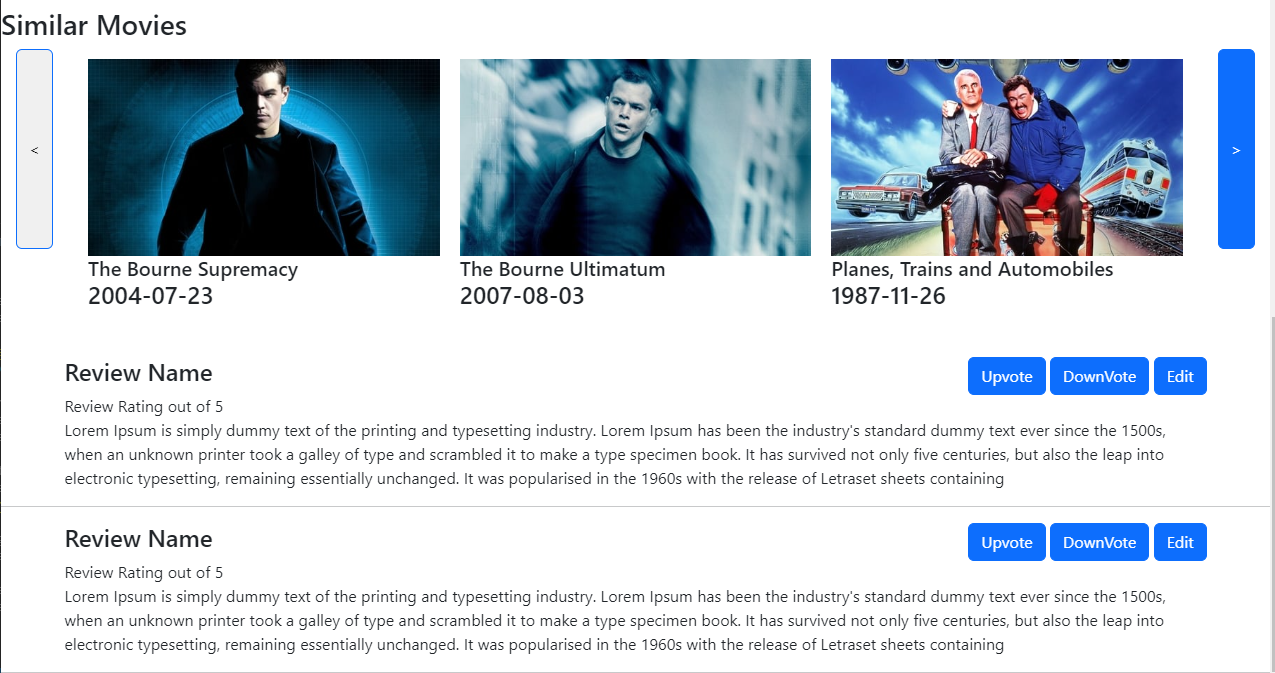 Similar Movies
<
>
The Bourne Supremacy
2004-07-23
The Bourne Ultimatum
2007-08-03
Planes, Trains and Automobiles
1987-11-26
Review Name
Upvote
DownVote
Edit
Review Rating out of 5
Lorem Ipsum is simply dummy text of the printing and typesetting industry. Lorem Ipsum has been the industry's standard dummy text ever since the 1500s,
when an unknown printer took a galley of type and scrambled it to make a type specimen book. It has survived not only five centuries, but also the leap into
electronic typesetting, remaining essentially unchanged. It was popularised in the 1960s with the release of Letraset sheets containing
Review Name
Upvote
DownVote
Edit
Review Rating out of 5
Lorem Ipsum is simply dummy text of the printing and typesetting industry. Lorem Ipsum has been the industry's standard dummy text ever since the 1500s,
when an unknown printer took a galley of type and scrambled it to make a type specimen book. It has survived not only five centuries, but also the leap into
electronic typesetting, remaining essentially unchanged. It was popularised in the 1960s with the release of Letraset sheets containing